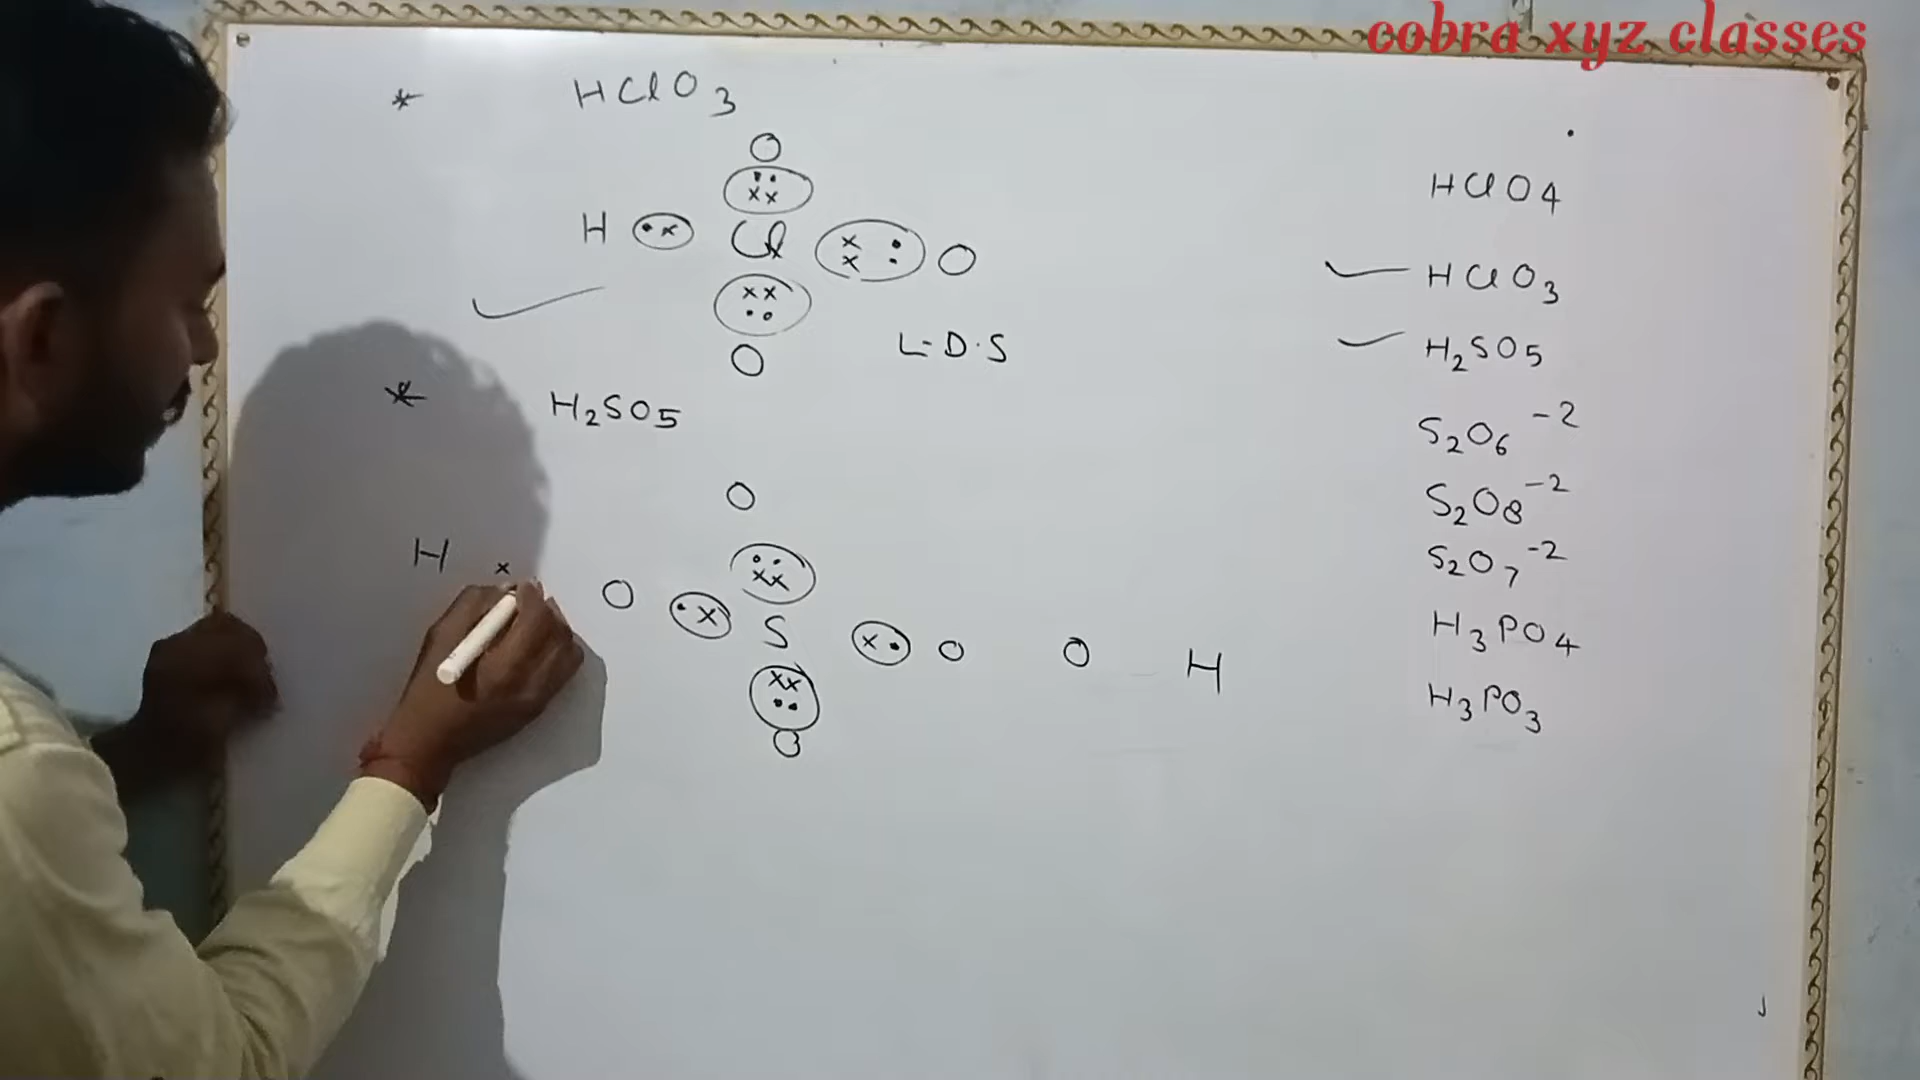 cobra xyz classes
* HClO3
O
H Cl O
O
L.D.S
* H2SO5
O
H x O S O O H
O
HClO4
HClO3
H2SO5
S2O6 -2
S2O8 -2
S2O7 -2
H3PO4
H3PO3